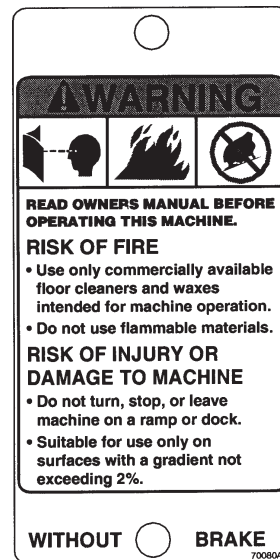 WARNING
READ OWNERS MANUAL BEFORE
OPERATING THIS MACHINE.
RISK OF FIRE
• Use only commercially available
floor cleaners and waxes
intended for machine operation.
• Do not use flammable materials.
RISK OF INJURY OR
DAMAGE TO MACHINE
• Do not turn, stop, or leave
machine on a ramp or dock.
• Suitable for use only on
surfaces with a gradient not
exceeding 2%.
WITHOUT BRAKE